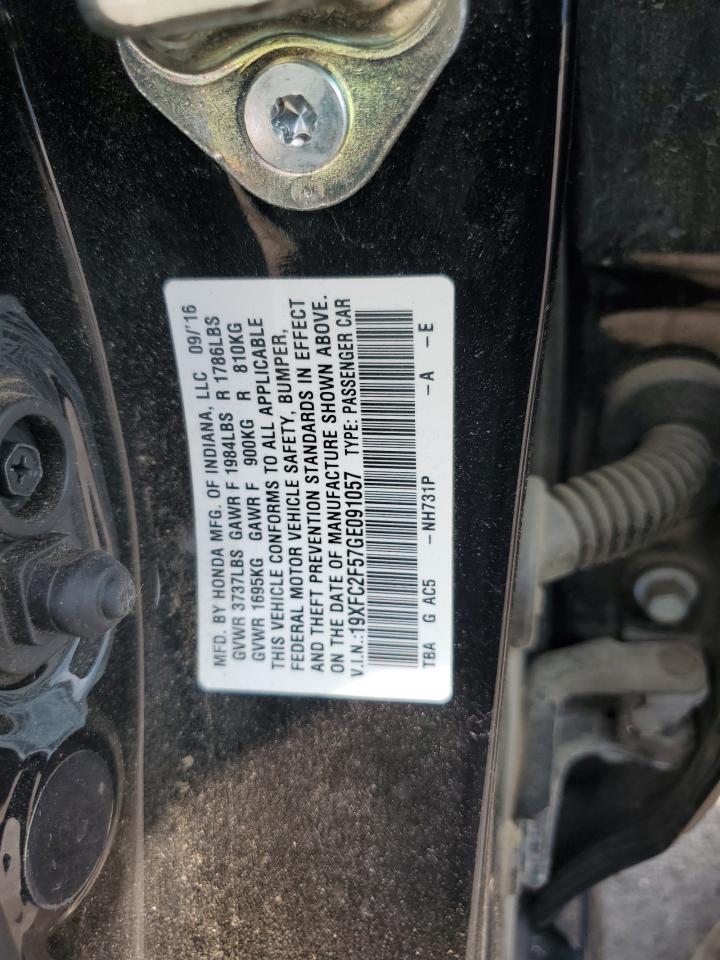 MFD. BY HONDA MFG. OF INDIANA, LLC 09/'16
GVWR 3737LBS GAWR F 1984LBS R 1786LBS
GVWR 1695KG GAWR F 900KG R 810KG
THIS VEHICLE CONFORMS TO ALL APPLICABLE
FEDERAL MOTOR VEHICLE SAFETY, BUMPER,
AND THEFT PREVENTION STANDARDS IN EFFECT
ON THE DATE OF MANUFACTURE SHOWN ABOVE.
V.I.N.:19XFC2F57GE091057 TYPE: PASSENGER CAR
TBA G AC5 -NH731P -A -E